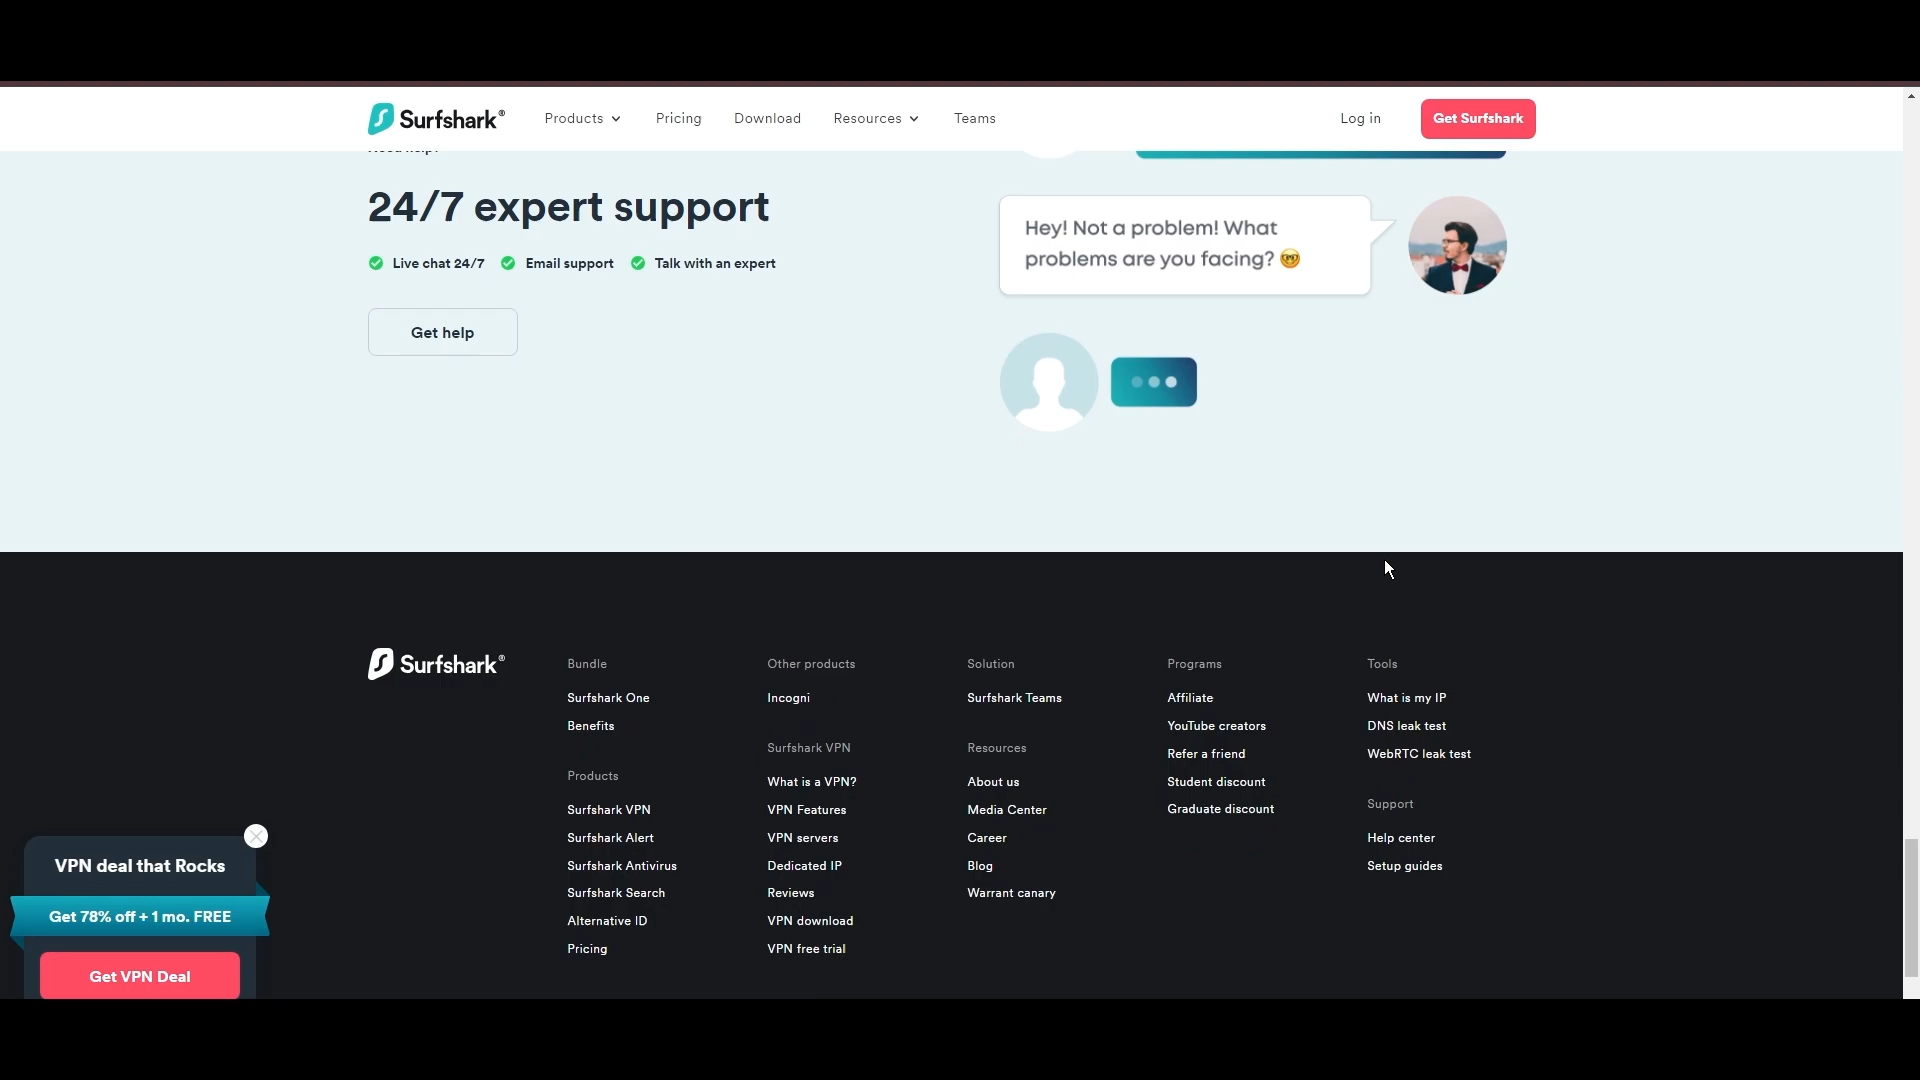 Surfshark®
Products
Pricing
Download
Resources
Teams
Log in
Get Surfshark
24/7 expert support
Live chat 24/7
Email support
Talk with an expert
Get help
Hey! Not a problem! What
problems are you facing? 🤓
Surfshark®
Bundle
Surfshark One
Benefits
Products
Surfshark VPN
Surfshark Alert
Surfshark Antivirus
Surfshark Search
Alternative ID
Pricing
Other products
Incogni
Surfshark VPN
What is a VPN?
VPN Features
VPN servers
Dedicated IP
Reviews
VPN download
VPN free trial
Solution
Surfshark Teams
Resources
About us
Media Center
Career
Blog
Warrant canary
Programs
Affiliate
YouTube creators
Refer a friend
Student discount
Graduate discount
Tools
What is my IP
DNS leak test
WebRTC leak test
Support
Help center
Setup guides
VPN deal that Rocks
Get 78% off + 1 mo. FREE
Get VPN Deal